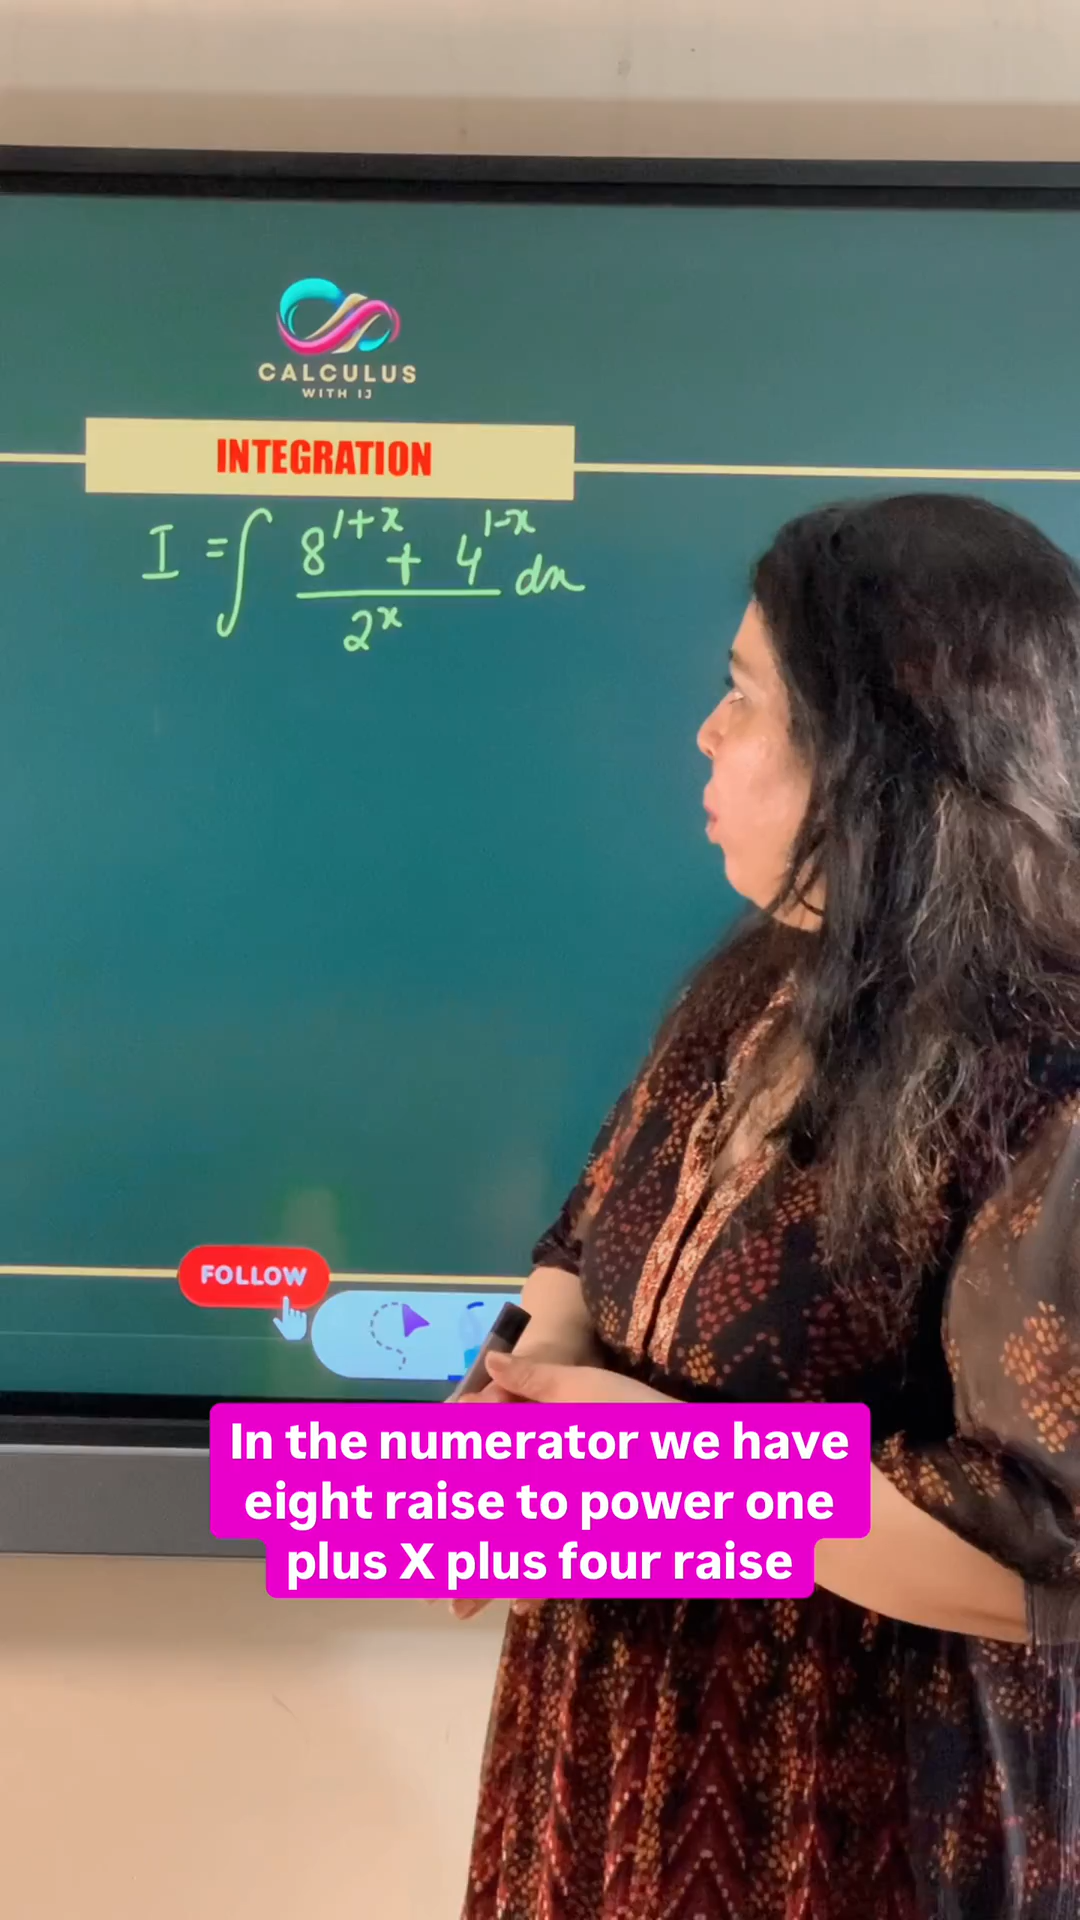 CALCULUS
WITH IJ
INTEGRATION
I = ∫ (8^(1+x) + 4^(1-x)) / 2^x dx
FOLLOW
In the numerator we have
eight raise to power one
plus X plus four raise